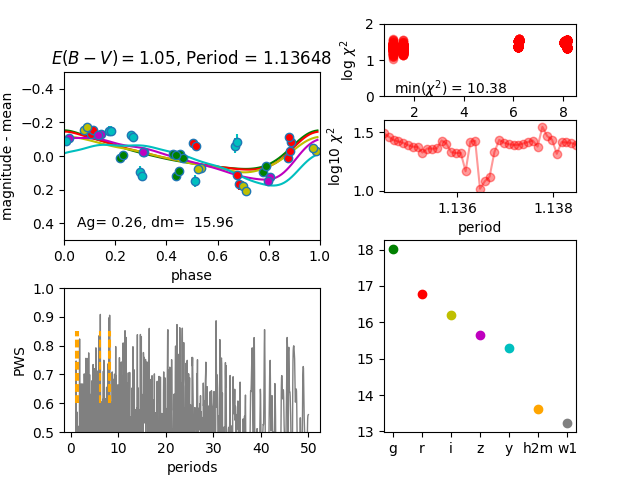 E(B − V) = 1.05, Period = 1.13648
magnitude - mean
−0.4
−0.2
0.0
0.2
0.4
Ag= 0.26, dm=  15.96
0.0 0.2 0.4 0.6 0.8 1.0
phase
log χ²
2
1
0
min(χ²) = 10.38
2 4 6 8
log10 χ²
1.5
1.0
1.136 1.138
period
PWS
1.0
0.9
0.8
0.7
0.6
0.5
0 10 20 30 40 50
periods
18
17
16
15
14
13
g r i z y h2m w1